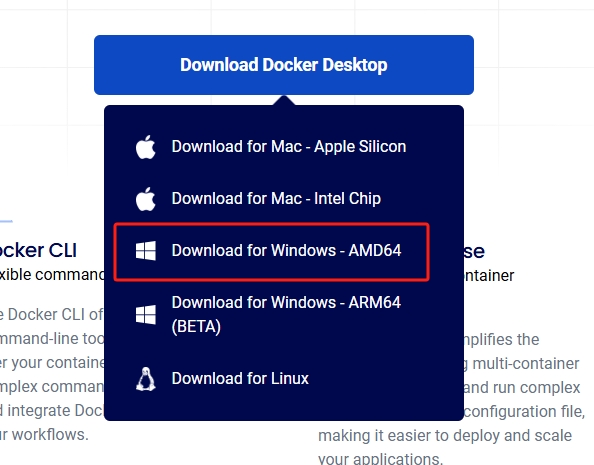 Download Docker Desktop
Download for Mac - Apple Silicon
Download for Mac - Intel Chip
Download for Windows - AMD64
Download for Windows - ARM64
(BETA)
Download for Linux
cker CLI
xible command
e Docker CLI of
mmand-line too
er your containe
mplex comman
d integrate Doc
ur workflows.
se
ontainer
mplifies the
g multi-container
and run complex
configuration file,
making it easier to deploy and scale
your applications.